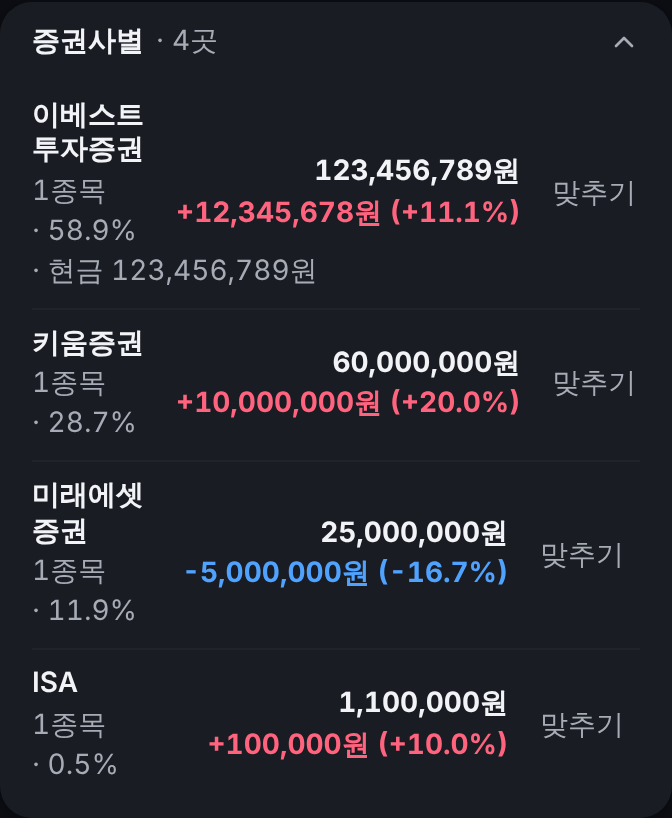 증권사별 · 4곳
이베스트
투자증권
1종목
· 58.9%
· 현금 123,456,789원
123,456,789원
+12,345,678원 (+11.1%)
맞추기
키움증권
1종목
· 28.7%
60,000,000원
+10,000,000원 (+20.0%)
맞추기
미래에셋
증권
1종목
· 11.9%
25,000,000원
-5,000,000원 (-16.7%)
맞추기
ISA
1종목
· 0.5%
1,100,000원
+100,000원 (+10.0%)
맞추기